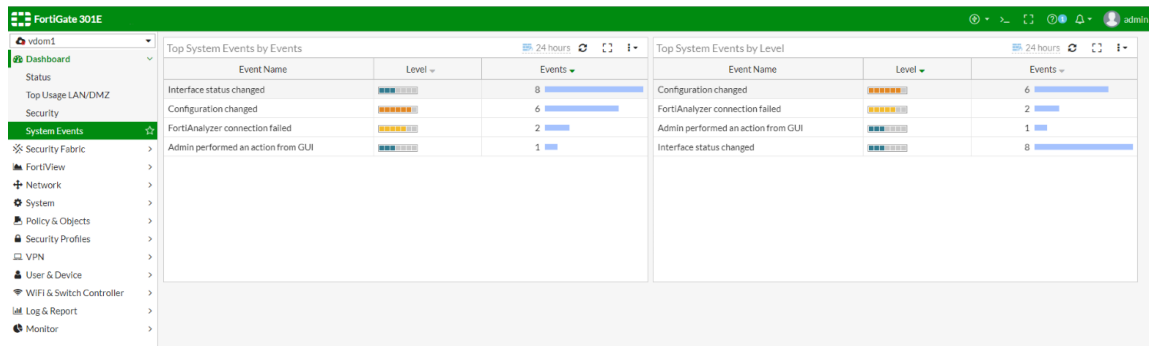 FortiGate 301E
1
admin
vdom1
Dashboard
Status
Top Usage LAN/DMZ
Security
System Events
Security Fabric
FortiView
Network
System
Policy & Objects
Security Profiles
VPN
User & Device
WiFi & Switch Controller
Log & Report
Monitor
Top System Events by Events 24 hours
Event Name Level Events
Interface status changed 8
Configuration changed 6
FortiAnalyzer connection failed 2
Admin performed an action from GUI 1
Top System Events by Level 24 hours
Event Name Level Events
Configuration changed 6
FortiAnalyzer connection failed 2
Admin performed an action from GUI 1
Interface status changed 8